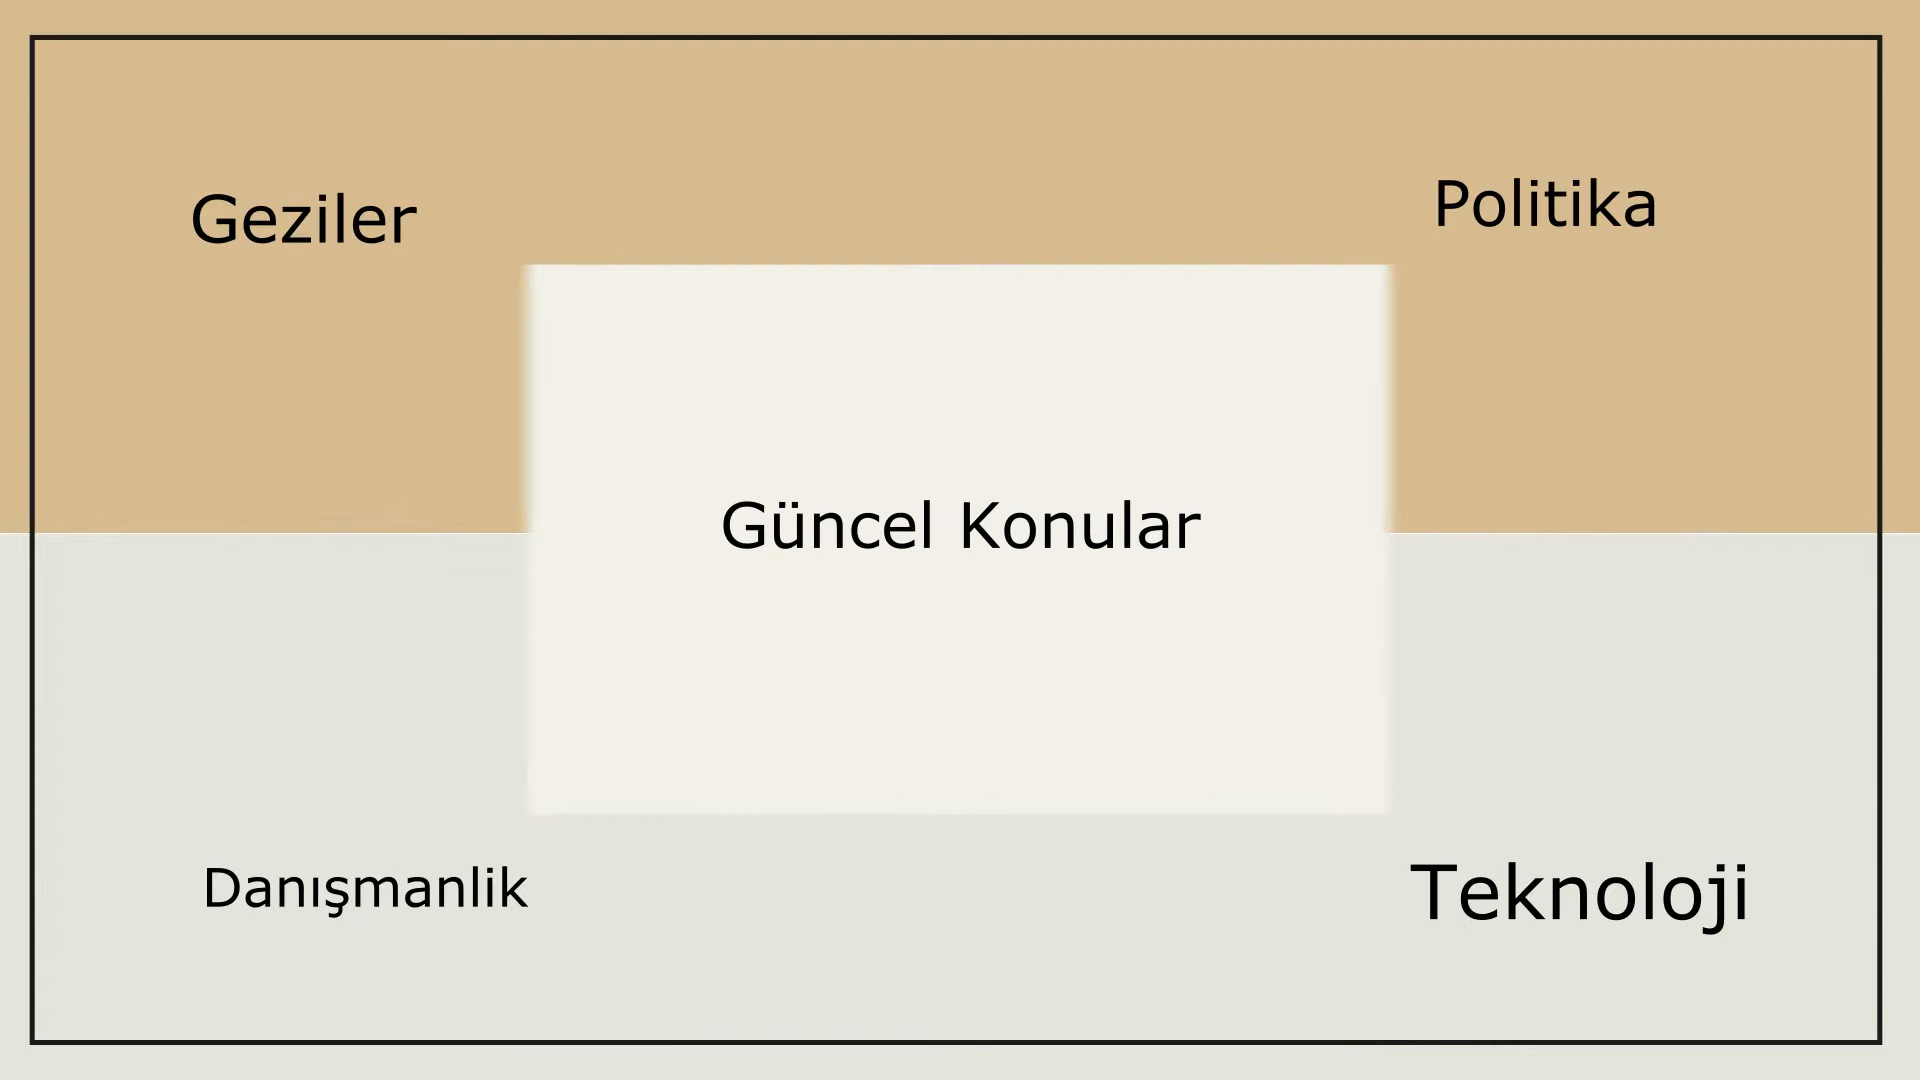 Geziler
Politika
Güncel Konular
Danışmanlik
Teknoloji